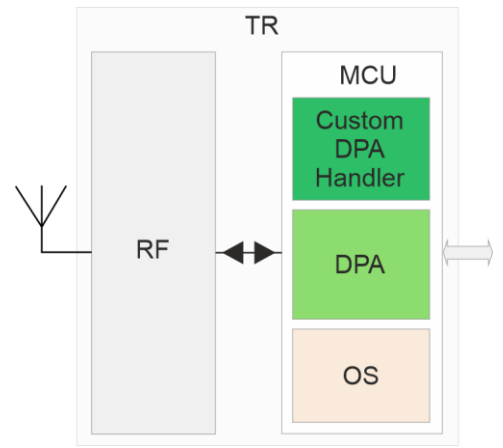 TR
MCU
Custom
DPA
Handler
RF
DPA
OS